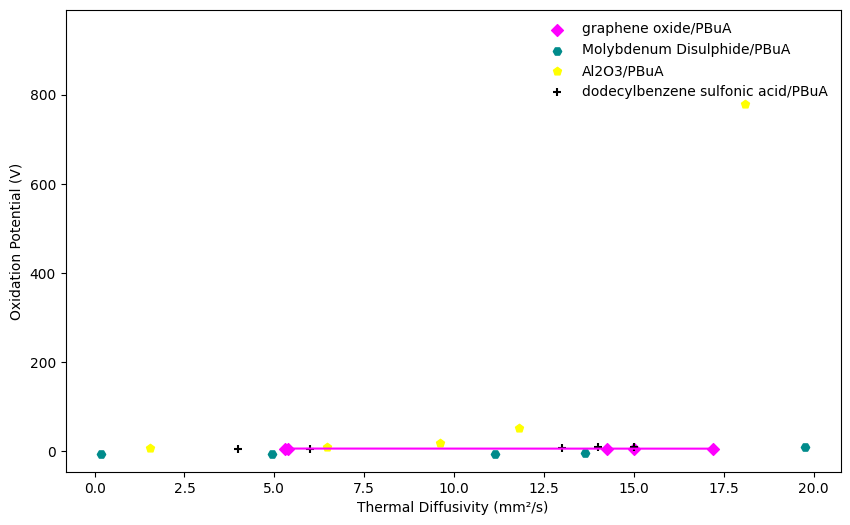 graphene oxide/PBuA
Molybdenum Disulphide/PBuA
Al2O3/PBuA
dodecylbenzene sulfonic acid/PBuA
Oxidation Potential (V)
800
600
400
200
0
0.0 2.5 5.0 7.5 10.0 12.5 15.0 17.5 20.0
Thermal Diffusivity (mm²/s)